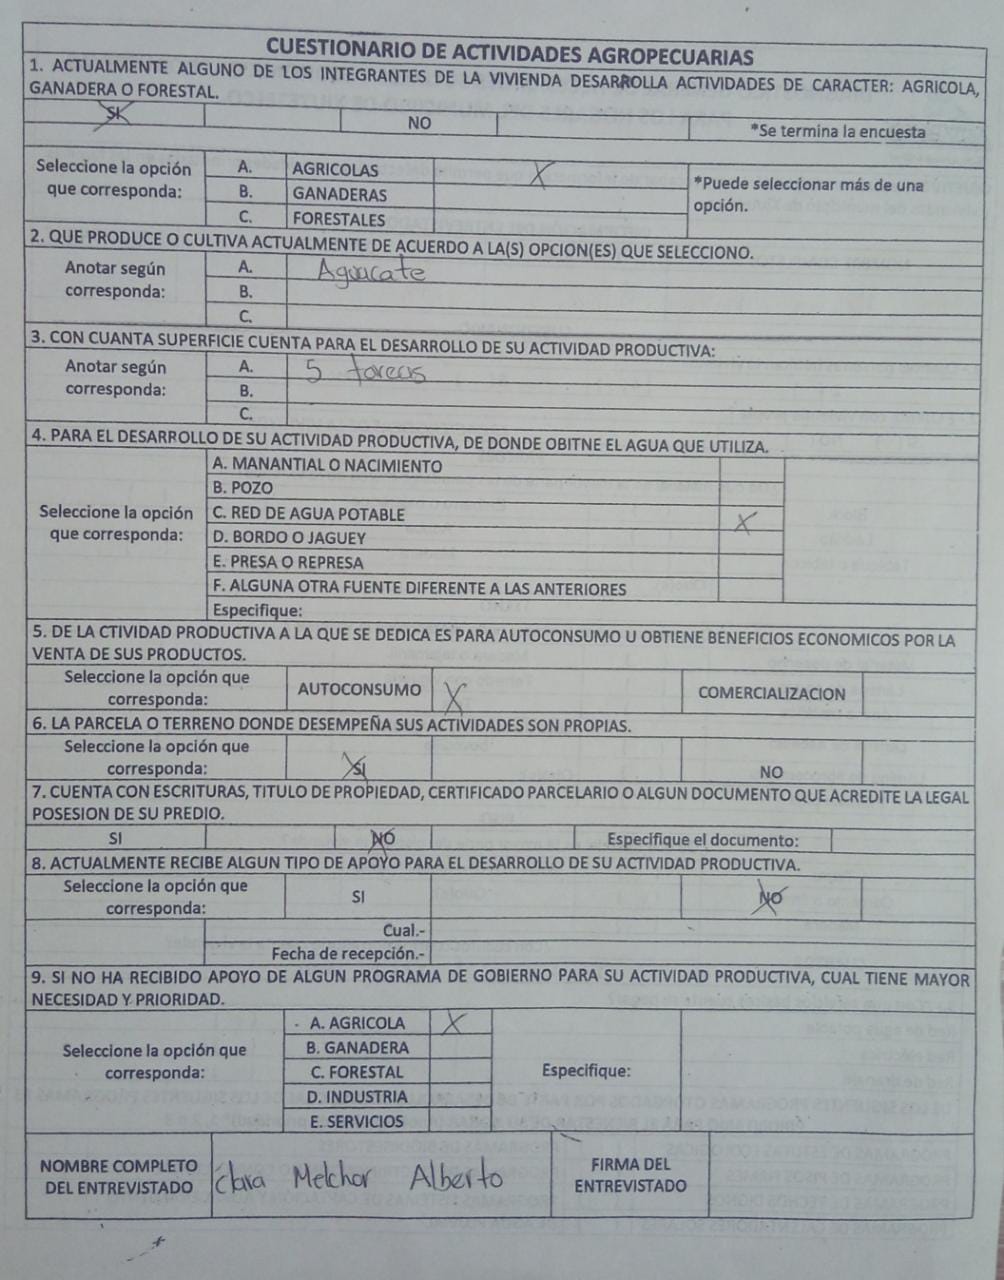 CUESTIONARIO DE ACTIVIDADES AGROPECUARIAS
1. ACTUALMENTE ALGUNO DE LOS INTEGRANTES DE LA VIVIENDA DESARROLLA ACTIVIDADES DE CARACTER: AGRICOLA,
GANADERA O FORESTAL.
SI NO *Se termina la encuesta
Seleccione la opción
que corresponda:
A. AGRICOLAS X
B. GANADERAS
C. FORESTALES
*Puede seleccionar más de una
opción.
2. QUE PRODUCE O CULTIVA ACTUALMENTE DE ACUERDO A LA(S) OPCION(ES) QUE SELECCIONO.
Anotar según
corresponda:
A. Aguacate
B.
C.
3. CON CUANTA SUPERFICIE CUENTA PARA EL DESARROLLO DE SU ACTIVIDAD PRODUCTIVA:
Anotar según
corresponda:
A. 5 tareas
B.
C.
4. PARA EL DESARROLLO DE SU ACTIVIDAD PRODUCTIVA, DE DONDE OBITNE EL AGUA QUE UTILIZA.
Seleccione la opción
que corresponda:
A. MANANTIAL O NACIMIENTO
B. POZO
C. RED DE AGUA POTABLE X
D. BORDO O JAGUEY
E. PRESA O REPRESA
F. ALGUNA OTRA FUENTE DIFERENTE A LAS ANTERIORES
Especifique:
5. DE LA CTIVIDAD PRODUCTIVA A LA QUE SE DEDICA ES PARA AUTOCONSUMO U OBTIENE BENEFICIOS ECONOMICOS POR LA
VENTA DE SUS PRODUCTOS.
Seleccione la opción que
corresponda:
AUTOCONSUMO X COMERCIALIZACION
6. LA PARCELA O TERRENO DONDE DESEMPEÑA SUS ACTIVIDADES SON PROPIAS.
Seleccione la opción que
corresponda:
SI NO
7. CUENTA CON ESCRITURAS, TITULO DE PROPIEDAD, CERTIFICADO PARCELARIO O ALGUN DOCUMENTO QUE ACREDITE LA LEGAL
POSESION DE SU PREDIO.
SI NO Especifique el documento:
8. ACTUALMENTE RECIBE ALGUN TIPO DE APOYO PARA EL DESARROLLO DE SU ACTIVIDAD PRODUCTIVA.
Seleccione la opción que
corresponda:
SI NO
Cual.-
Fecha de recepción.-
9. SI NO HA RECIBIDO APOYO DE ALGUN PROGRAMA DE GOBIERNO PARA SU ACTIVIDAD PRODUCTIVA, CUAL TIENE MAYOR
NECESIDAD Y PRIORIDAD.
Seleccione la opción que
corresponda:
A. AGRICOLA X
B. GANADERA
C. FORESTAL
D. INDUSTRIA
E. SERVICIOS
Especifique:
NOMBRE COMPLETO
DEL ENTREVISTADO
Clara Melchor Alberto
FIRMA DEL
ENTREVISTADO